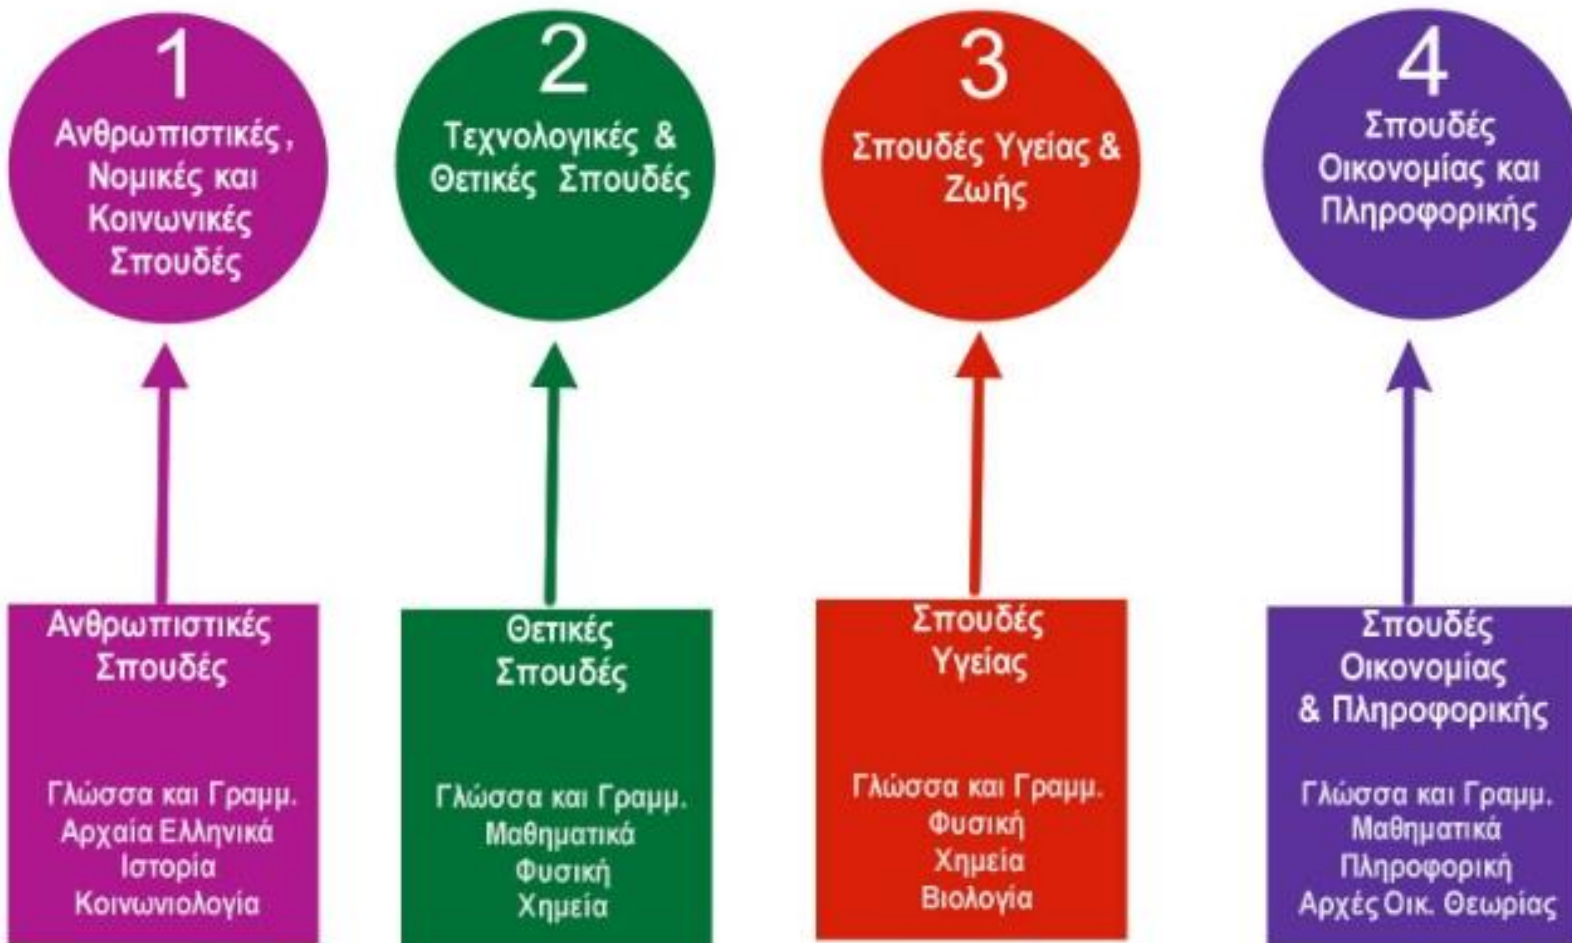 1
Ανθρωπιστικές,
Νομικές και
Κοινωνικές
Σπουδές
2
Τεχνολογικές &
Θετικές Σπουδές
3
Σπουδές Υγείας &
Ζωής
4
Σπουδές
Οικονομίας και
Πληροφορικής
Ανθρωπιστικές
Σπουδές
Γλώσσα και Γραμμ.
Αρχαία Ελληνικά
Ιστορία
Κοινωνιολογία
Θετικές
Σπουδές
Γλώσσα και Γραμμ.
Μαθηματικά
Φυσική
Χημεία
Σπουδές
Υγείας
Γλώσσα και Γραμμ.
Φυσική
Χημεία
Βιολογία
Σπουδές
Οικονομίας
& Πληροφορικής
Γλώσσα και Γραμμ.
Μαθηματικά
Πληροφορική
Αρχές Οικ. Θεωρίας